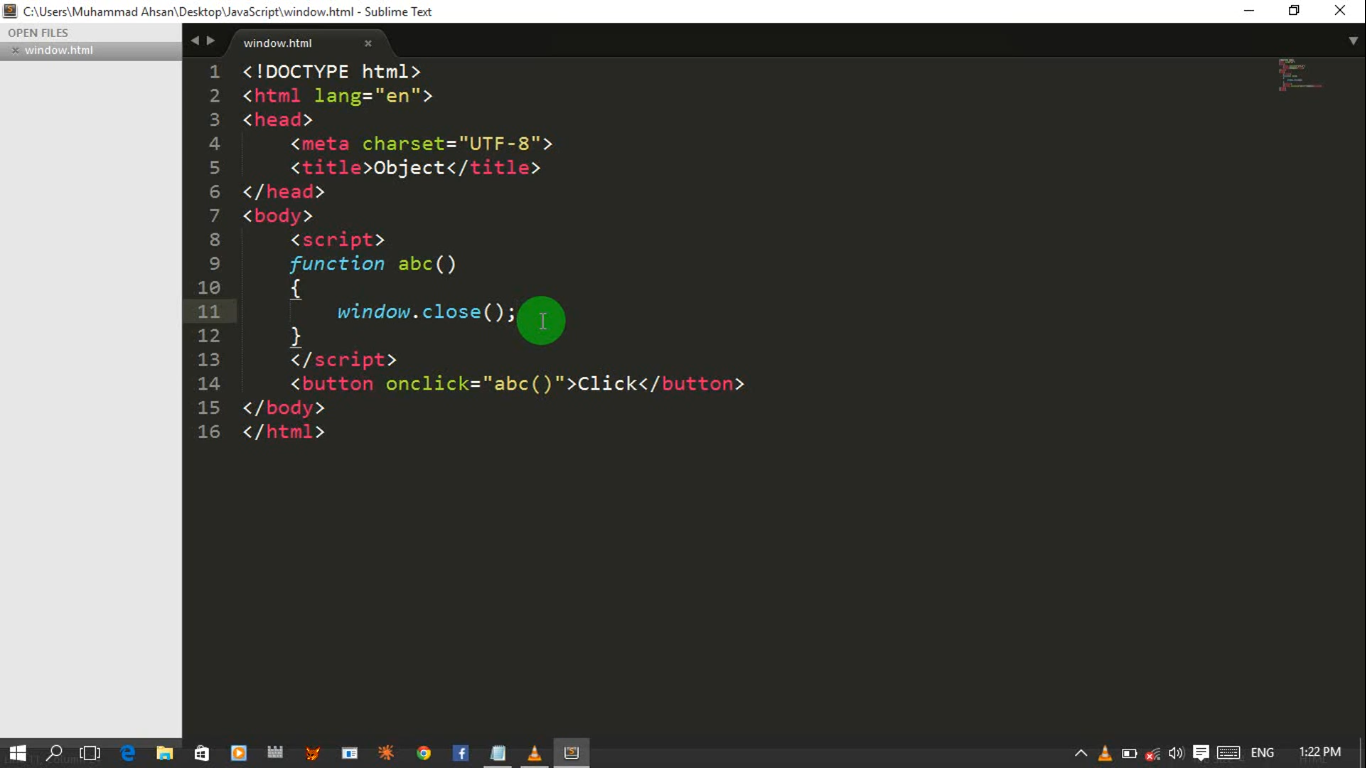 C:\Users\Muhammad Ahsan\Desktop\JavaScript\window.html - Sublime Text
OPEN FILES
window.html
window.html
1 <!DOCTYPE html>
2 <html lang="en">
3 <head>
4     <meta charset="UTF-8">
5     <title>Object</title>
6 </head>
7 <body>
8     <script>
9     function abc()
10     {
11         window.close();
12     }
13     </script>
14     <button onclick="abc()">Click</button>
15 </body>
16 </html>
ENG
1:22 PM